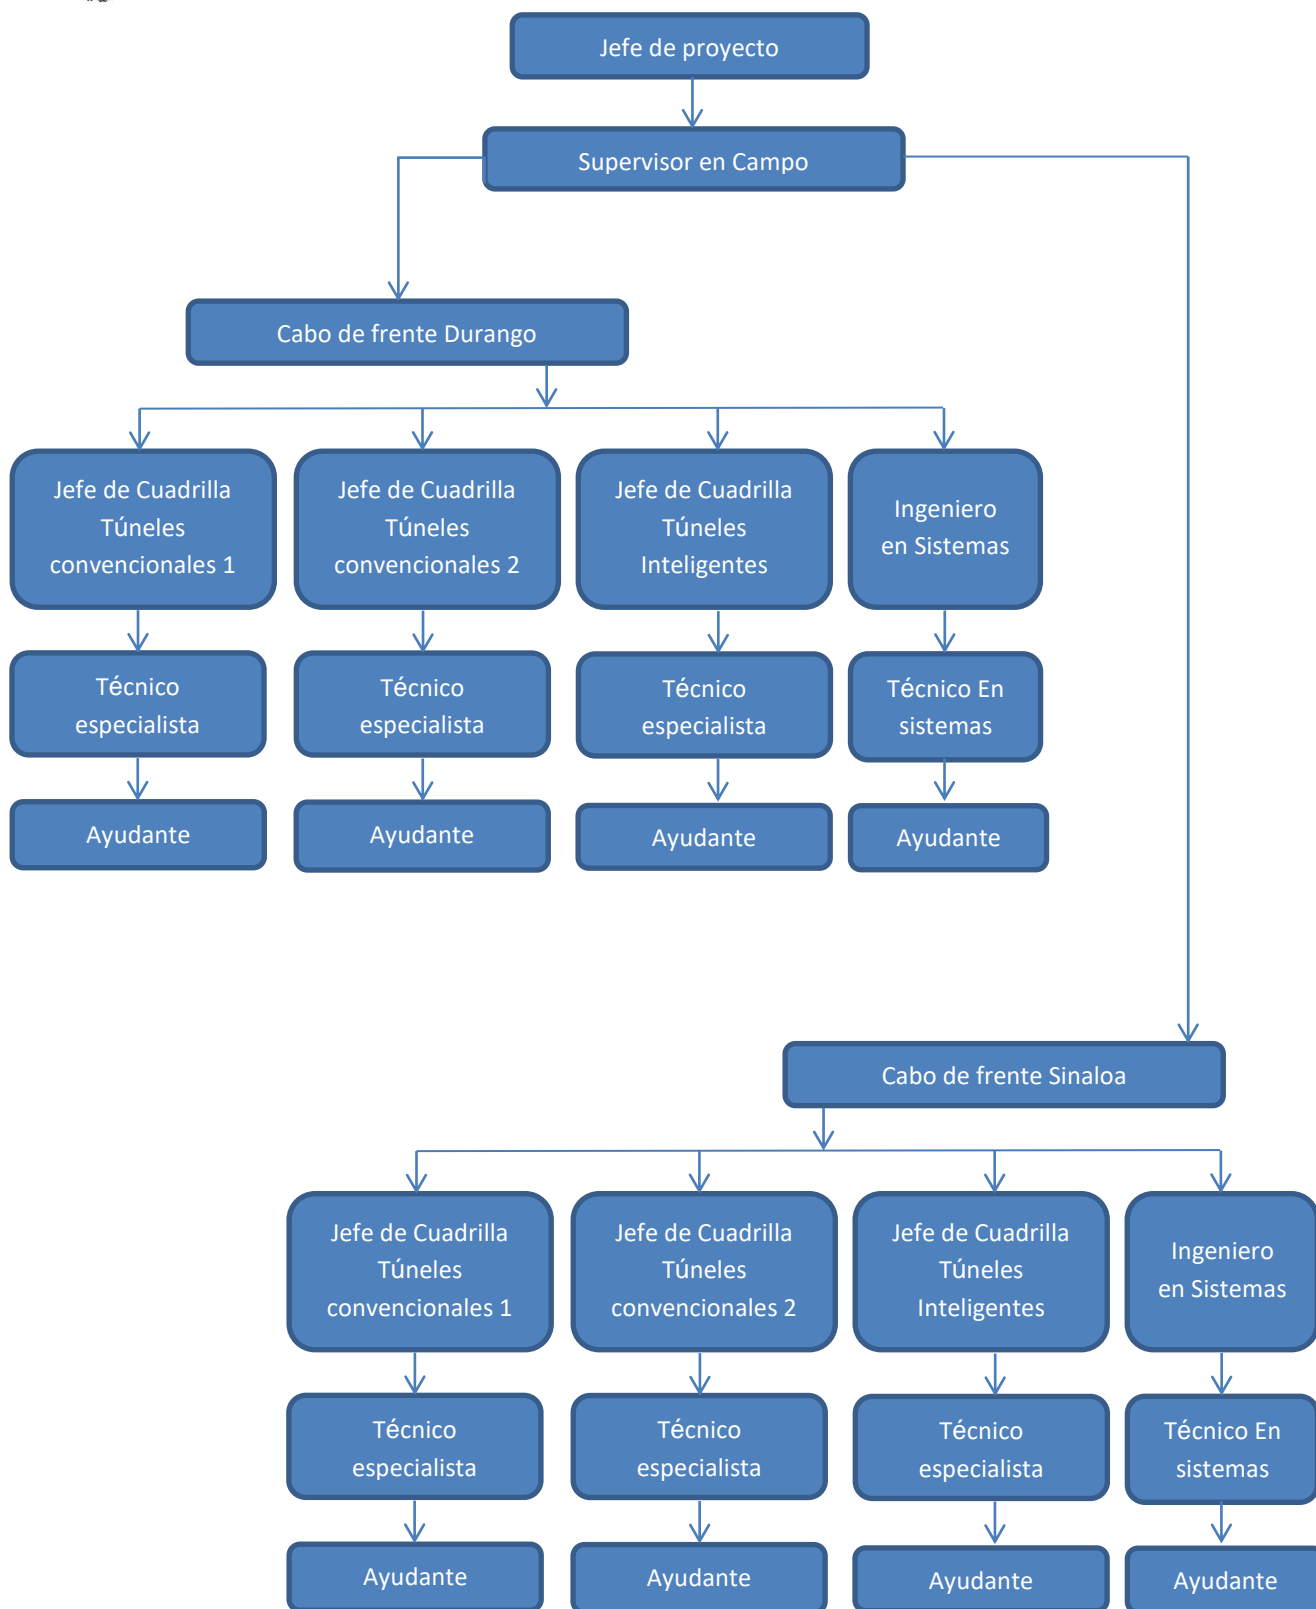 Jefe de proyecto
Supervisor en Campo
Cabo de frente Durango
Jefe de Cuadrilla
Túneles
convencionales 1
Jefe de Cuadrilla
Túneles
convencionales 2
Jefe de Cuadrilla
Túneles
Inteligentes
Ingeniero
en Sistemas
Técnico
especialista
Técnico
especialista
Técnico
especialista
Técnico En
sistemas
Ayudante
Ayudante
Ayudante
Ayudante
Cabo de frente Sinaloa
Jefe de Cuadrilla
Túneles
convencionales 1
Jefe de Cuadrilla
Túneles
convencionales 2
Jefe de Cuadrilla
Túneles
Inteligentes
Ingeniero
en Sistemas
Técnico
especialista
Técnico
especialista
Técnico
especialista
Técnico En
sistemas
Ayudante
Ayudante
Ayudante
Ayudante